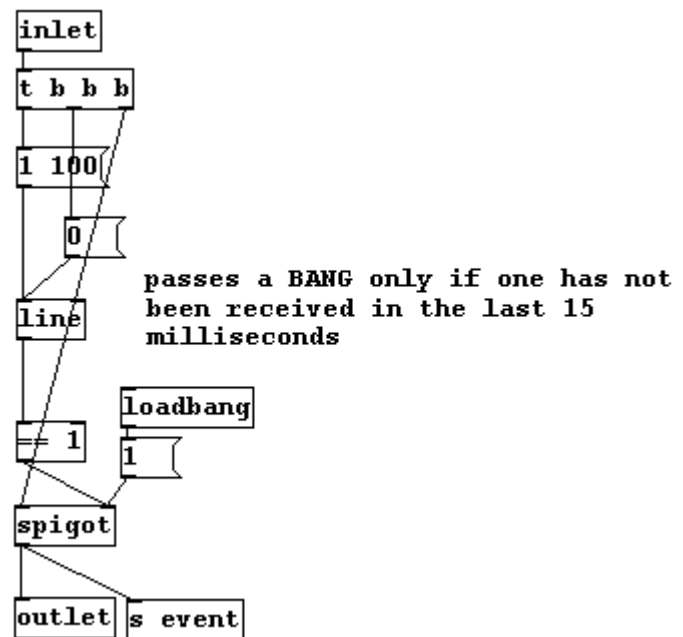 inlet
t b b b
1 100
0
passes a BANG only if one has not
been received in the last 15
milliseconds
line
loadbang
== 1
1
spigot
outlet
s event